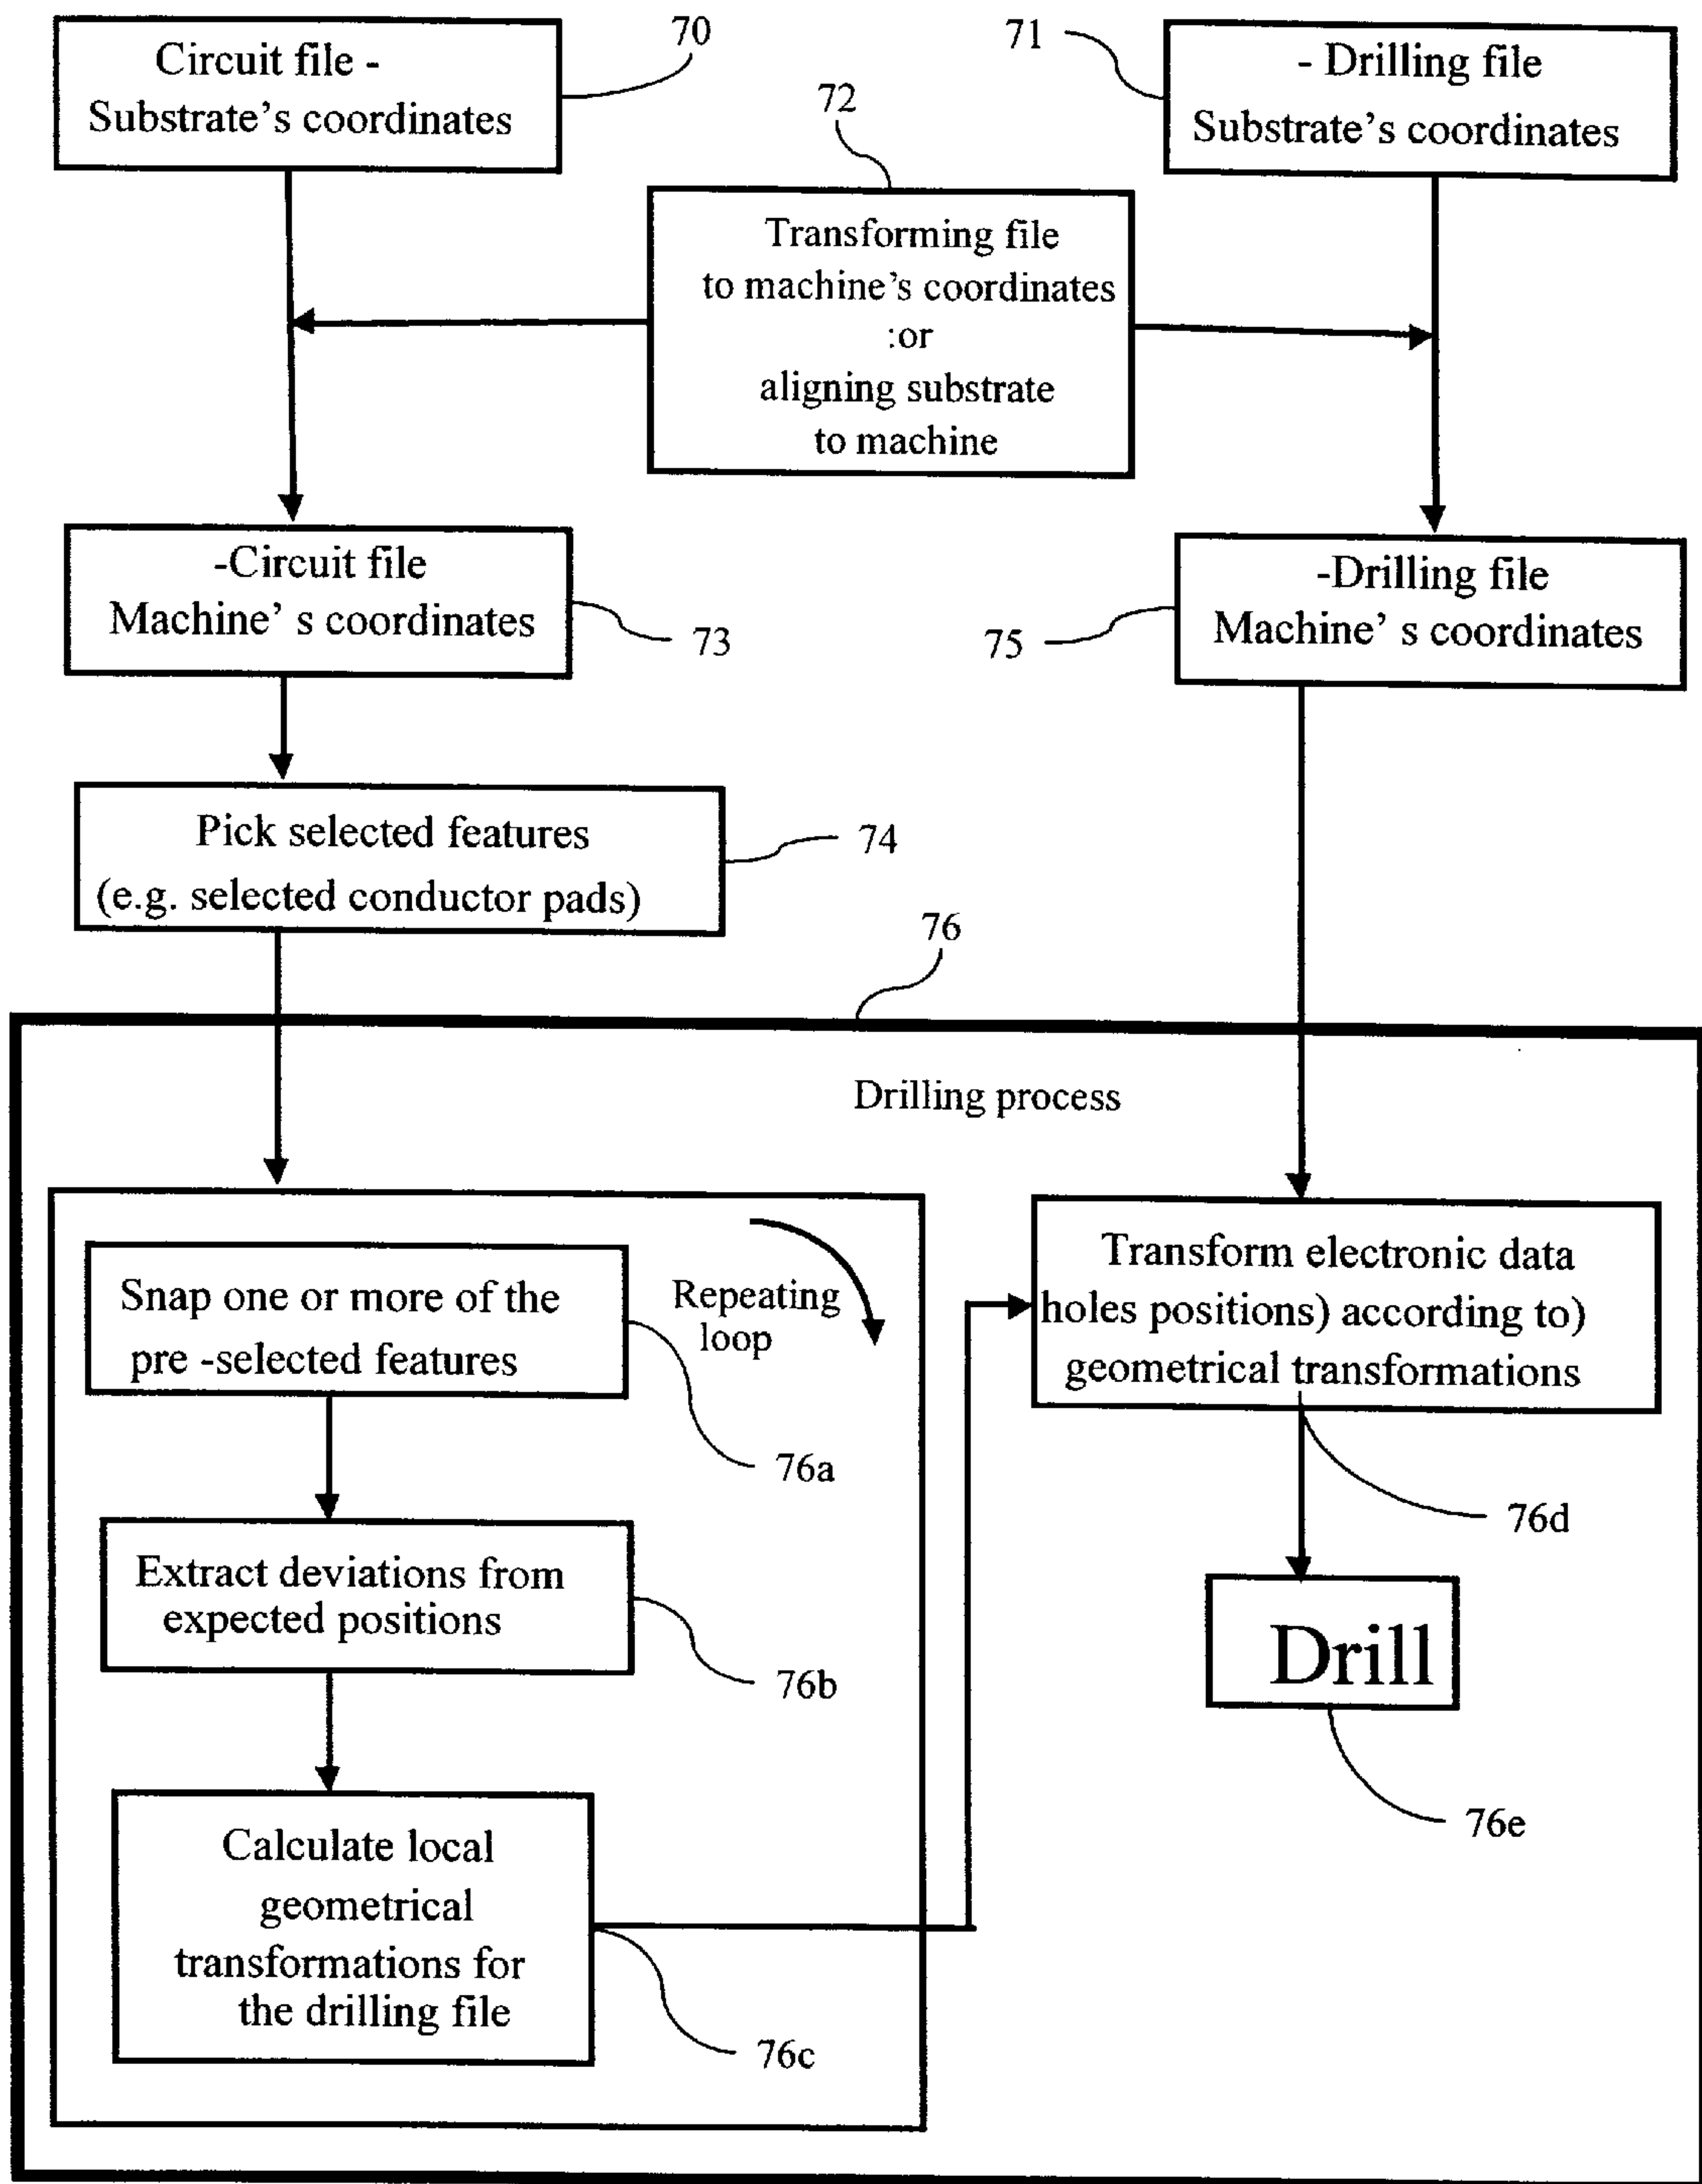 Circuit file -
Substrate's coordinates
70
71
- Drilling file
Substrate's coordinates
72
Transforming file
to machine's coordinates
:or
aligning substrate
to machine
-Circuit file
Machine' s coordinates
73
75
-Drilling file
Machine' s coordinates
Pick selected features
(e.g. selected conductor pads)
74
76
Drilling process
Snap one or more of the
pre -selected features
Repeating
loop
76a
Extract deviations from
expected positions
76b
Calculate local
geometrical
transformations for
the drilling file
76c
Transform electronic data
holes positions) according to)
geometrical transformations
76d
Drill
76e